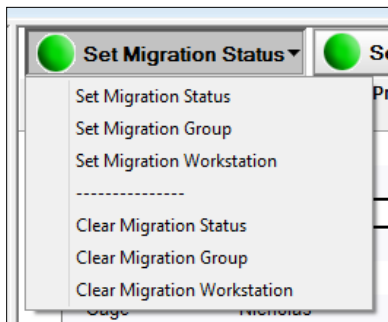 Set Migration Status
Set Migration Status
Set Migration Group
Set Migration Workstation
---------------
Clear Migration Status
Clear Migration Group
Clear Migration Workstation